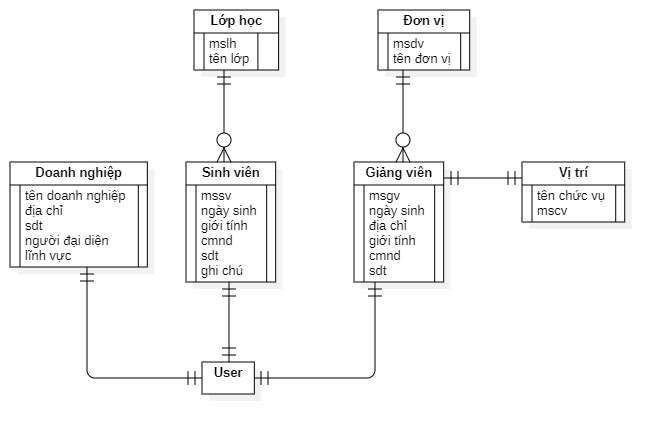 Lớp học
mslh
tên lớp
Đơn vị
msdv
tên đơn vị
Doanh nghiệp
tên doanh nghiệp
địa chỉ
sdt
người đại diện
lĩnh vực
Sinh viên
mssv
ngày sinh
giới tính
cmnd
sdt
ghi chú
Giảng viên
msgv
ngày sinh
địa chỉ
giới tính
cmnd
sdt
Vị trí
tên chức vụ
mscv
User